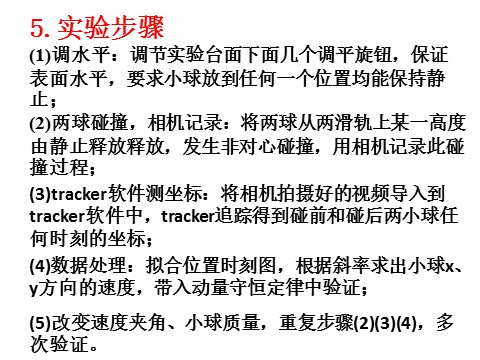 5.实验步骤
(1)调水平：调节实验台面下面几个调平旋钮，保证
表面水平，要求小球放到任何一个位置均能保持静
止；
(2)两球碰撞，相机记录：将两球从两滑轨上某一高度
由静止释放释放，发生非对心碰撞，用相机记录此碰
撞过程；
(3)tracker软件测坐标：将相机拍摄好的视频导入到
tracker软件中，tracker追踪得到碰前和碰后两小球任
何时刻的坐标；
(4)数据处理：拟合位置时刻图，根据斜率求出小球x、
y方向的速度，带入动量守恒定律中验证；
(5)改变速度夹角、小球质量，重复步骤(2)(3)(4)，多
次验证。